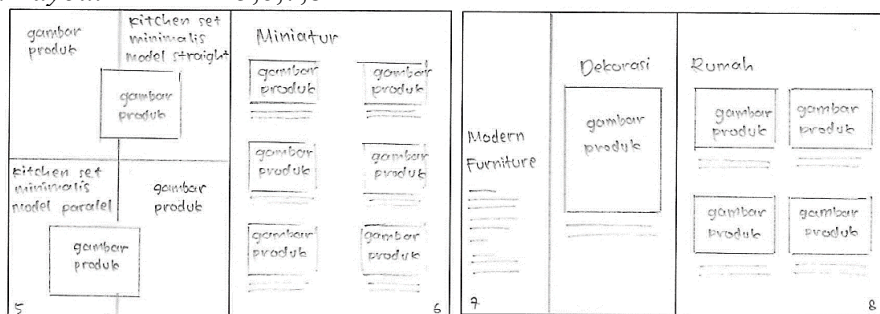 gambar
produk
kitchen set
minimalis
model straight
gambar
produk
kitchen set
minimalis
model paralel
gambar
produk
gambar
produk
5
Miniatur
gambar
produk
gambar
produk
gambar
produk
gambar
produk
gambar
produk
gambar
produk
6
Modern
Furniture
7
Dekorasi
gambar
produk
Rumah
gambar
produk
gambar
produk
gambar
produk
gambar
produk
8